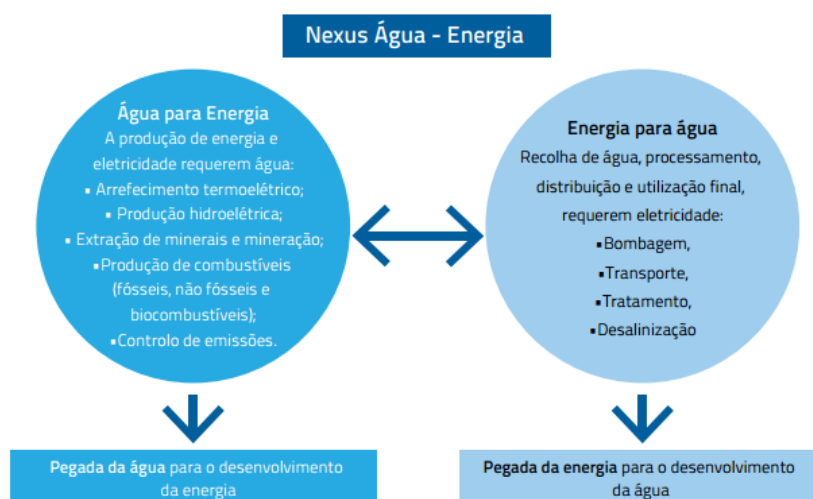 Nexus Água - Energia
Água para Energia
A produção de energia e
eletricidade requerem água:
▪ Arrefecimento termoelétrico;
▪ Produção hidroelétrica;
▪ Extração de minerais e mineração;
▪Produção de combustíveis
(fósseis, não fósseis e
biocombustíveis);
▪Controlo de emissões.
Energia para água
Recolha de água, processamento,
distribuição e utilização final,
requerem eletricidade:
▪Bombagem,
▪Transporte,
▪Tratamento,
▪Desalinização
Pegada da água para o desenvolvimento
da energia
Pegada da energia para o desenvolvimento
da água